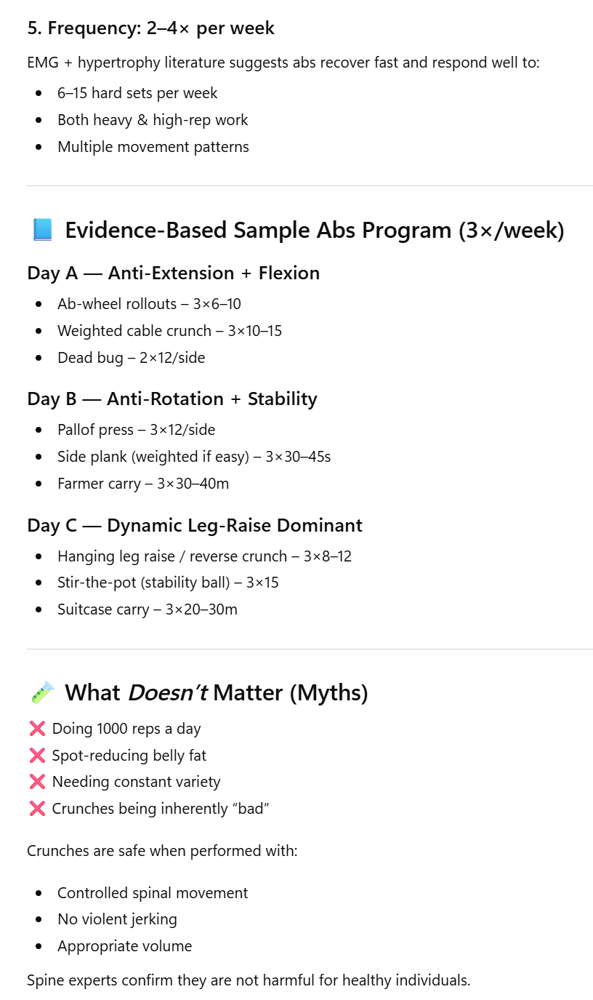 5. Frequency: 2–4× per week
EMG + hypertrophy literature suggests abs recover fast and respond well to:
• 6–15 hard sets per week
• Both heavy & high-rep work
• Multiple movement patterns
📘 Evidence-Based Sample Abs Program (3×/week)
Day A — Anti-Extension + Flexion
• Ab-wheel rollouts – 3×6–10
• Weighted cable crunch – 3×10–15
• Dead bug – 2×12/side
Day B — Anti-Rotation + Stability
• Pallof press – 3×12/side
• Side plank (weighted if easy) – 3×30–45s
• Farmer carry – 3×30–40m
Day C — Dynamic Leg-Raise Dominant
• Hanging leg raise / reverse crunch – 3×8–12
• Stir-the-pot (stability ball) – 3×15
• Suitcase carry – 3×20–30m
🧪 What Doesn’t Matter (Myths)
❌ Doing 1000 reps a day
❌ Spot-reducing belly fat
❌ Needing constant variety
❌ Crunches being inherently “bad”
Crunches are safe when performed with:
• Controlled spinal movement
• No violent jerking
• Appropriate volume
Spine experts confirm they are not harmful for healthy individuals.